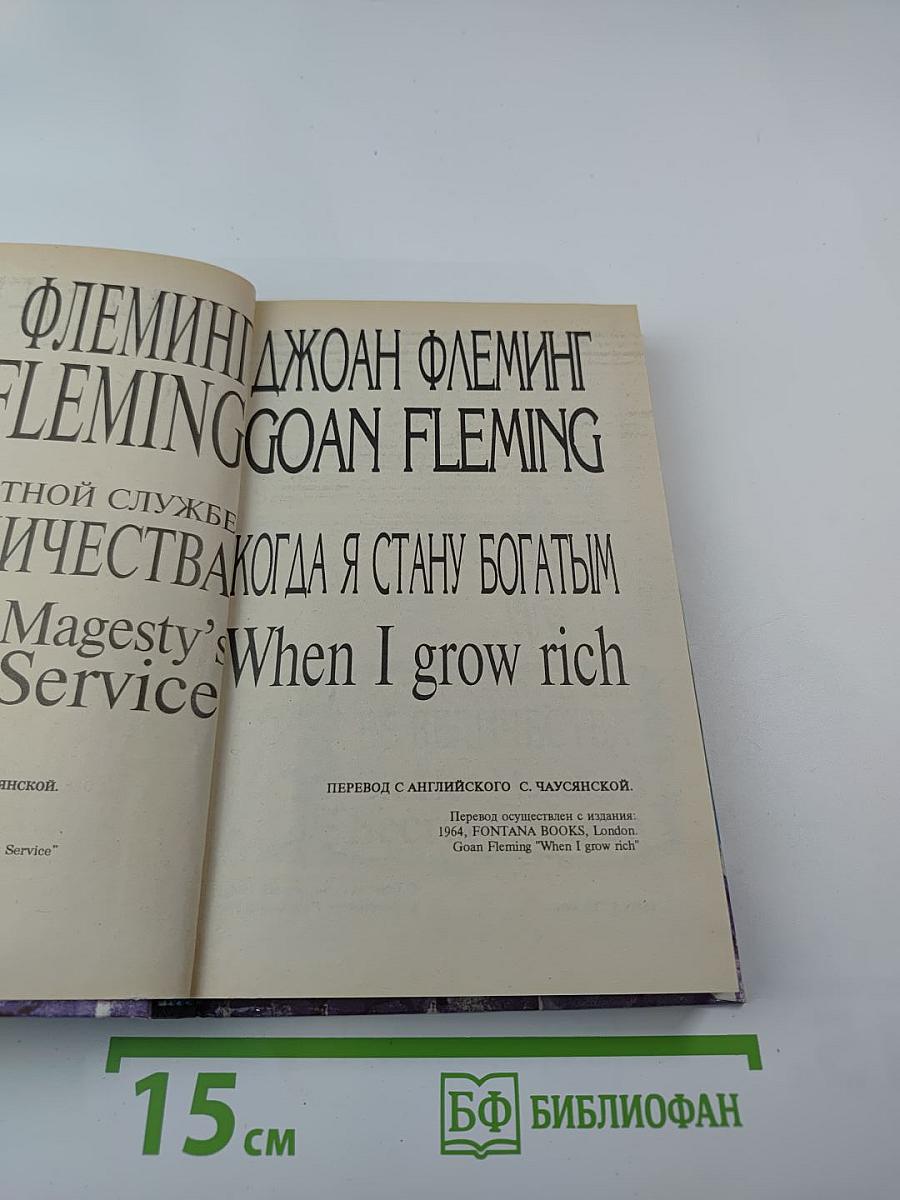 ФЛЕМИНГ
FLEMING
ТНОЙ СЛУЖБЕ
ИЧЕСТВА
Magesty's
Service
ЯНСКОЙ.
Service"
ДЖОАН ФЛЕМИНГ
GOAN FLEMING
КОГДА Я СТАНУ БОГАТЫМ
When I grow rich
ПЕРЕВОД С АНГЛИЙСКОГО С. ЧАУСЯНСКОЙ.
Перевод осуществлен с издания:
1964, FONTANA BOOKS, London.
Goan Fleming "When I grow rich"
15 см
БФ БИБЛИОФАН